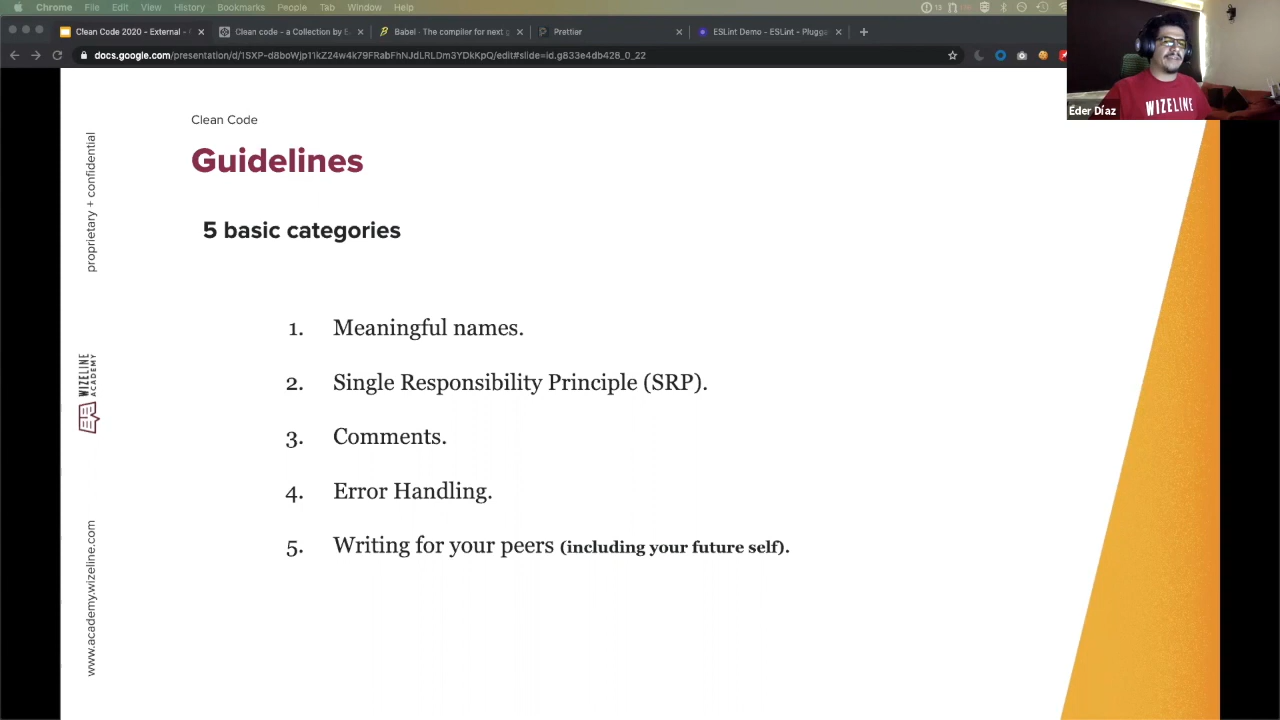 Chrome File Edit View History Bookmarks People Tab Window Help
13
Clean Code 2020 - External -
Clean code - a Collection by E
Babel · The compiler for next g
Prettier
ESLint Demo - ESLint - Plugga
docs.google.com/presentation/d/1SXP-d8boWjp11kZ24w4k79FRabFhNJdLRLDm3YDkKpQ/edit#slide=id.g833e4db428_0_22
WIZELINE
Éder Díaz
Clean Code
Guidelines
5 basic categories
1. Meaningful names.
2. Single Responsibility Principle (SRP).
3. Comments.
4. Error Handling.
5. Writing for your peers (including your future self).
proprietary + confidential
WIZELINE
ACADEMY
www.academy.wizeline.com